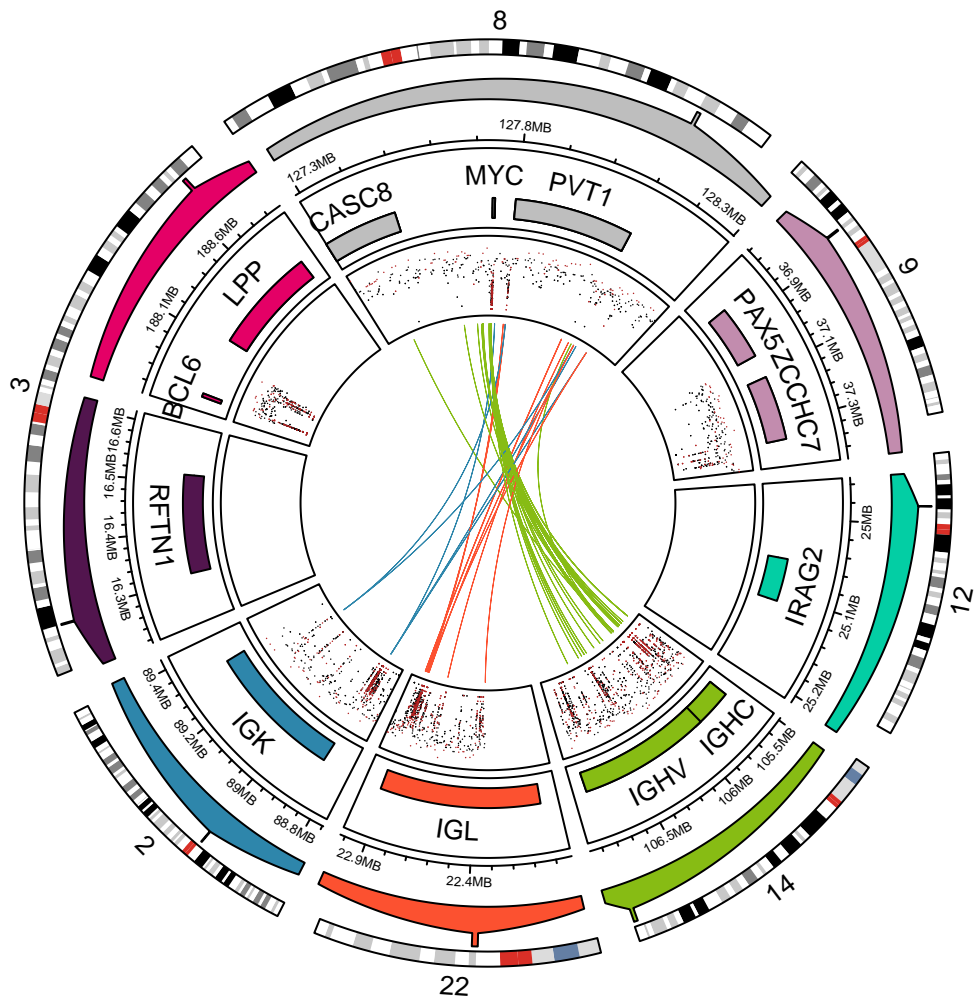 8
127.3MB
127.8MB
128.3MB
CASC8
MYC
PVT1
9
36.9MB
37.1MB
37.3MB
PAX5
ZCCHC7
12
25MB
25.1MB
25.2MB
IRAG2
14
105.5MB
106MB
106.5MB
IGHC
IGHV
22
22.4MB
22.9MB
IGL
2
88.8MB
89MB
89.2MB
89.4MB
IGK
3
16.3MB
16.4MB
16.5MB
16.6MB
RFTN1
188.1MB
188.6MB
BCL6
LPP